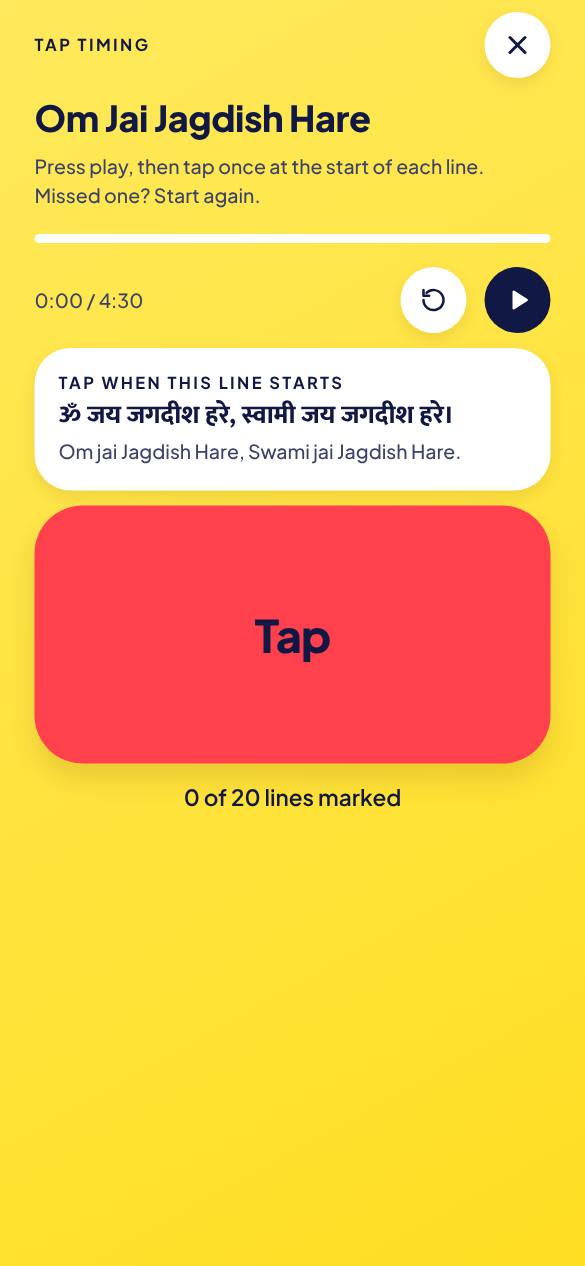 TAP TIMING
Om Jai Jagdish Hare
Press play, then tap once at the start of each line.
Missed one? Start again.
0:00 / 4:30
TAP WHEN THIS LINE STARTS
ॐ जय जगदीश हरे, स्वामी जय जगदीश हरे।
Om jai Jagdish Hare, Swami jai Jagdish Hare.
Tap
0 of 20 lines marked